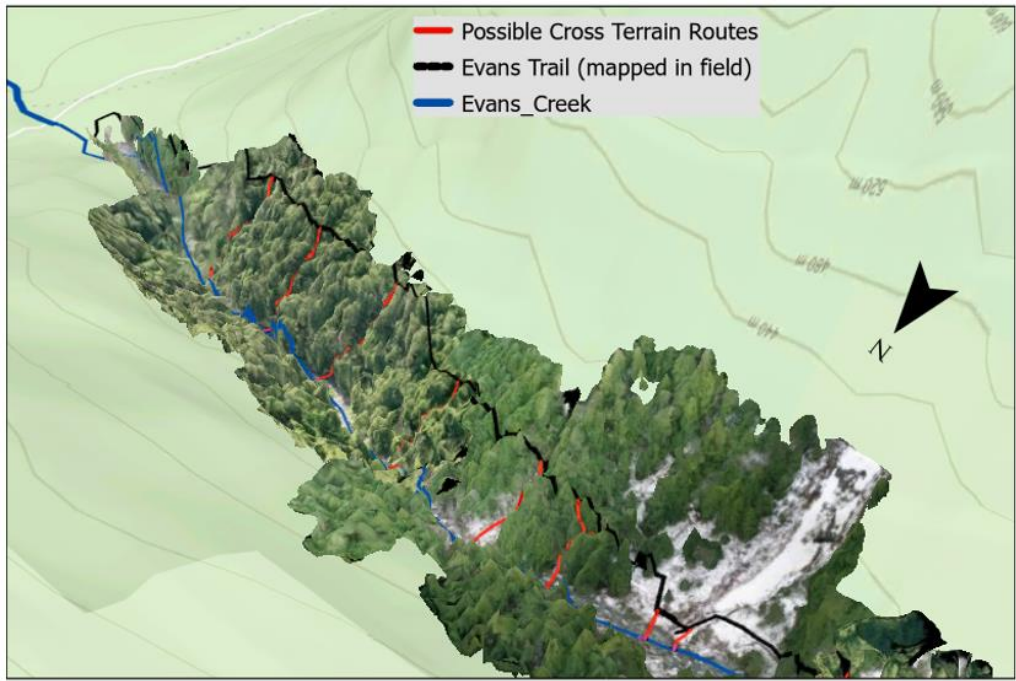 Possible Cross Terrain Routes
Evans Trail (mapped in field)
Evans_Creek
520 m
480 m
440 m
N